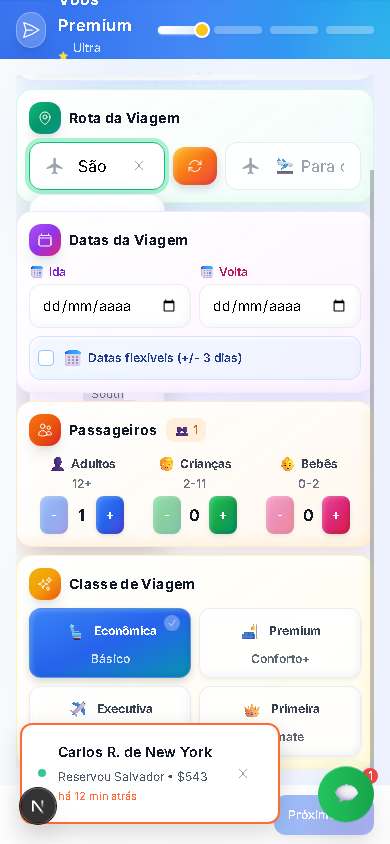 Voos
Premium
Ultra
Rota da Viagem
São
Para c
Datas da Viagem
Ida
Volta
dd/mm/aaaa
dd/mm/aaaa
Datas flexíveis (+/- 3 dias)
South
Passageiros
1
Adultos
Crianças
Bebês
12+
2-11
0-2
- 1 +
- 0 +
- 0 +
Classe de Viagem
Econômica
Premium
Básico
Conforto+
Executiva
Primeira
mate
Carlos R. de New York
Reservou Salvador • $543
há 12 min atrás
N
1
Próxim